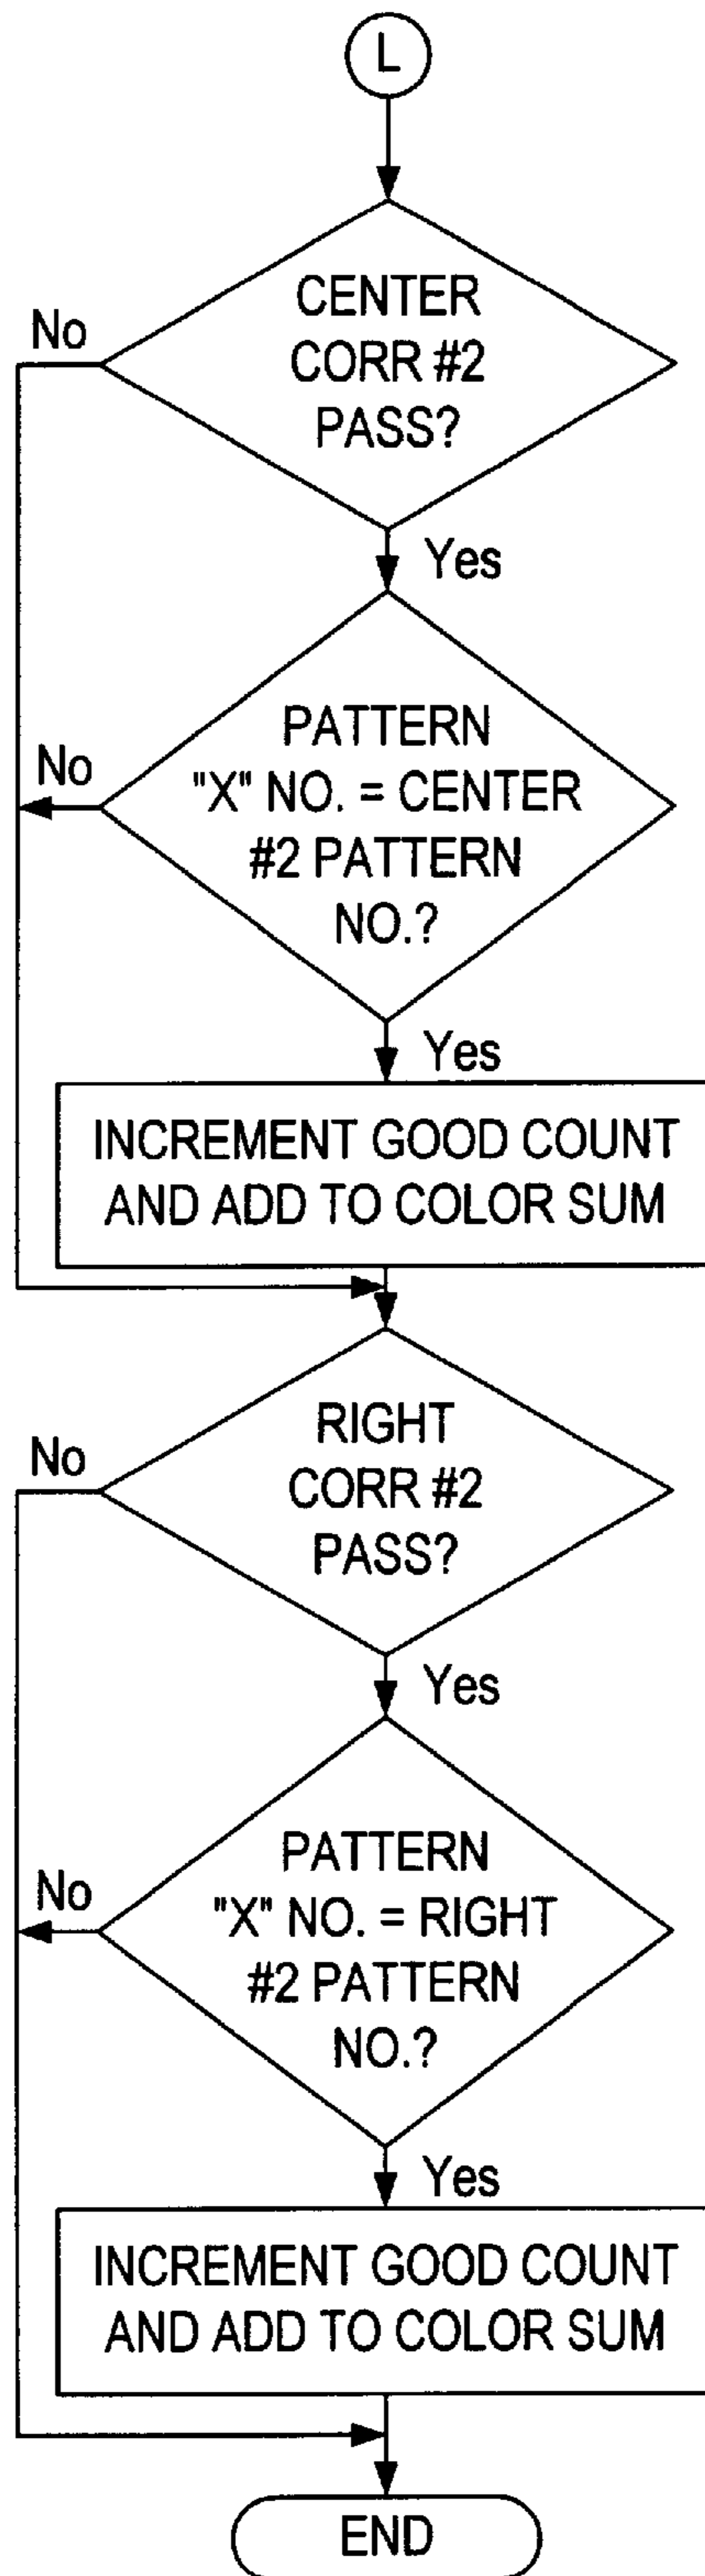 L
CENTER
CORR #2
PASS?
No
Yes
PATTERN
"X" NO. = CENTER
#2 PATTERN
NO.?
No
Yes
INCREMENT GOOD COUNT
AND ADD TO COLOR SUM
RIGHT
CORR #2
PASS?
No
Yes
PATTERN
"X" NO. = RIGHT
#2 PATTERN
NO.?
No
Yes
INCREMENT GOOD COUNT
AND ADD TO COLOR SUM
END